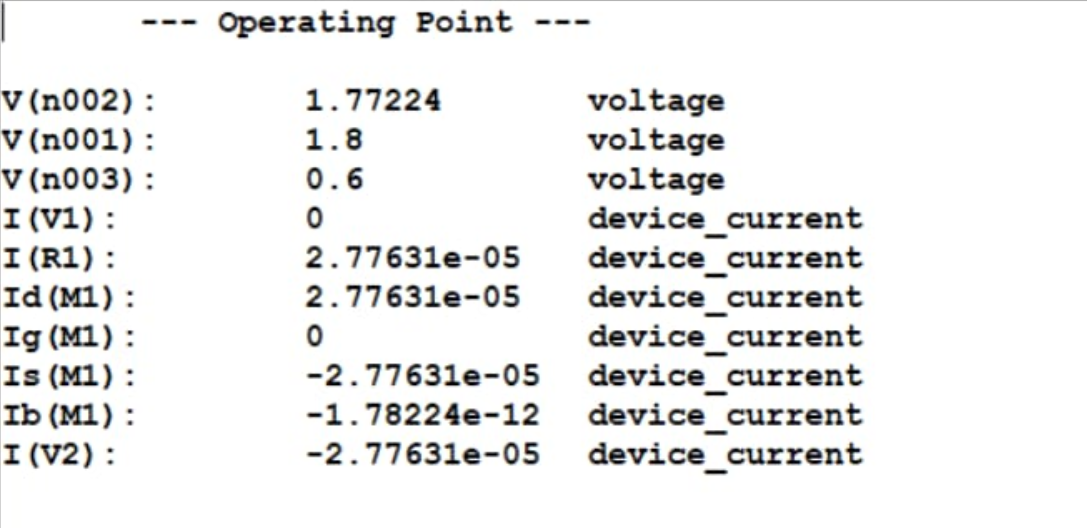 --- Operating Point ---
V(n002): 1.77224 voltage
V(n001): 1.8 voltage
V(n003): 0.6 voltage
I(V1): 0 device_current
I(R1): 2.77631e-05 device_current
Id(M1): 2.77631e-05 device_current
Ig(M1): 0 device_current
Is(M1): -2.77631e-05 device_current
Ib(M1): -1.78224e-12 device_current
I(V2): -2.77631e-05 device_current